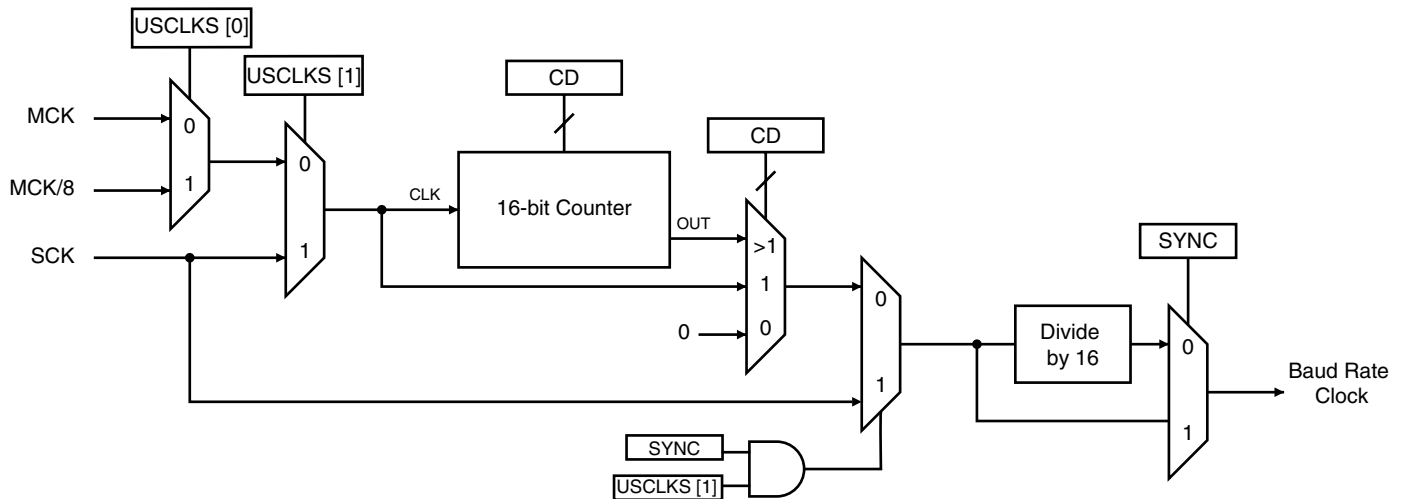 USCLKS [0]
USCLKS [1]
CD
CD
MCK
0
MCK/8
1
0
SCK
1
CLK
16-bit Counter
OUT
>1
1
0
0
0
1
SYNC
USCLKS [1]
Divide
by 16
SYNC
0
1
Baud Rate
Clock